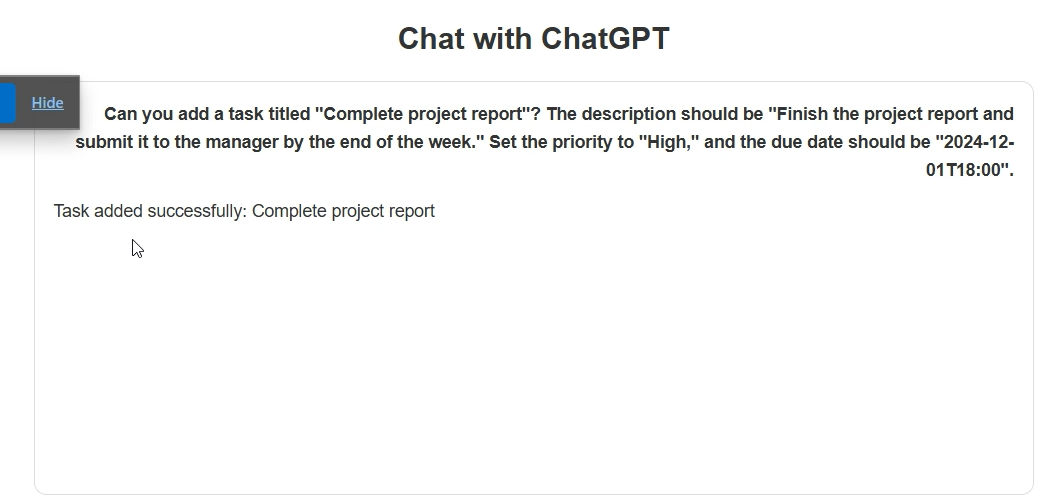 Chat with ChatGPT
Hide
Can you add a task titled "Complete project report"? The description should be "Finish the project report and
submit it to the manager by the end of the week." Set the priority to "High," and the due date should be "2024-12-
01T18:00".
Task added successfully: Complete project report